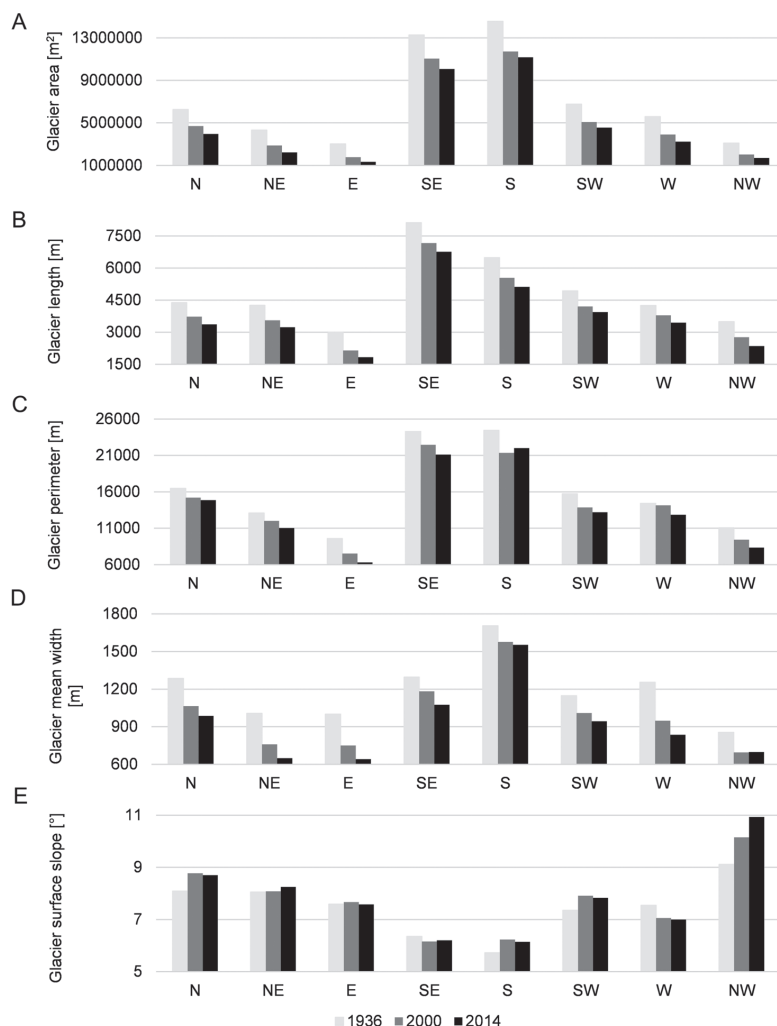 A
Glacier area [m²]
13000000
9000000
5000000
1000000
N NE E SE S SW W NW
B
Glacier length [m]
7500
6000
4500
3000
1500
N NE E SE S SW W NW
C
Glacier perimeter [m]
26000
21000
16000
11000
6000
N NE E SE S SW W NW
D
Glacier mean width
[m]
1800
1500
1200
900
600
N NE E SE S SW W NW
E
Glacier surface slope [°]
11
9
7
5
N NE E SE S SW W NW
1936 2000 2014